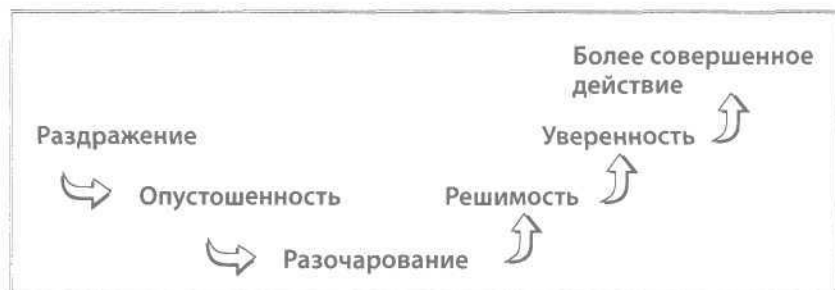 Более совершенное
действие
Раздражение
Уверенность
Опустошенность
Решимость
Разочарование